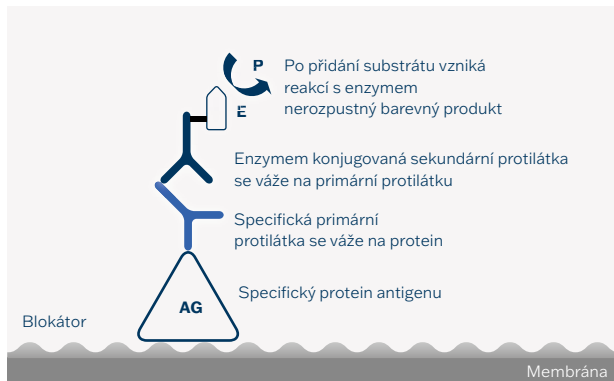 P
Po přidání substrátu vzniká
reakcí s enzymem
nerozpustný barevný produkt
E
Enzymem konjugovaná sekundární protilátka
se váže na primární protilátku
Specifická primární
protilátka se váže na protein
Specifický protein antigenu
AG
Blokátor
Membrána